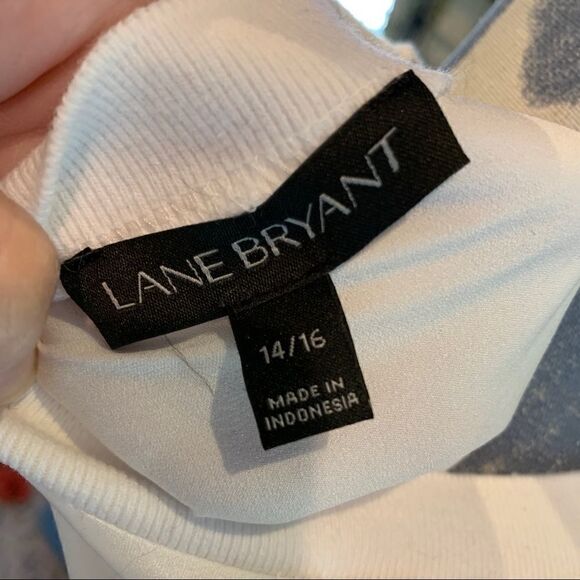 LANE BRYANT
14/16
MADE IN
INDONESIA